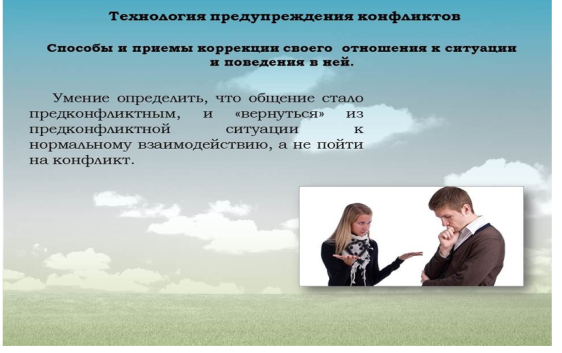 Технология предупреждения конфликтов
Способы и приемы коррекции своего отношения к ситуации
и поведения в ней.
Умение определить, что общение стало
предконфликтным, и «вернуться» из
предконфликтной ситуации к
нормальному взаимодействию, а не пойти
на конфликт.